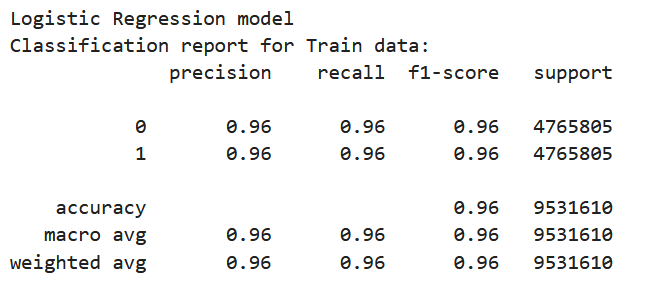 Logistic Regression model
Classification report for Train data:
precision recall f1-score support
0 0.96 0.96 0.96 4765805
1 0.96 0.96 0.96 4765805
accuracy 0.96 9531610
macro avg 0.96 0.96 0.96 9531610
weighted avg 0.96 0.96 0.96 9531610